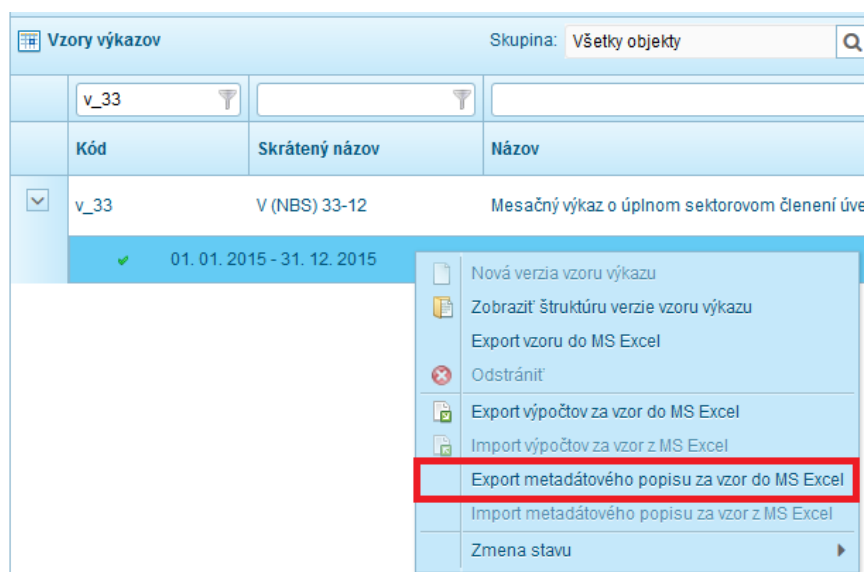 Vzory výkazov Skupina: Všetky objekty
v_33
Kód Skrátený názov Názov
v_33 V (NBS) 33-12 Mesačný výkaz o úplnom sektorovom členení úve
01. 01. 2015 - 31. 12. 2015
Nová verzia vzoru výkazu
Zobraziť štruktúru verzie vzoru výkazu
Export vzoru do MS Excel
Odstrániť
Export výpočtov za vzor do MS Excel
Import výpočtov za vzor z MS Excel
Export metadátového popisu za vzor do MS Excel
Import metadátového popisu za vzor z MS Excel
Zmena stavu